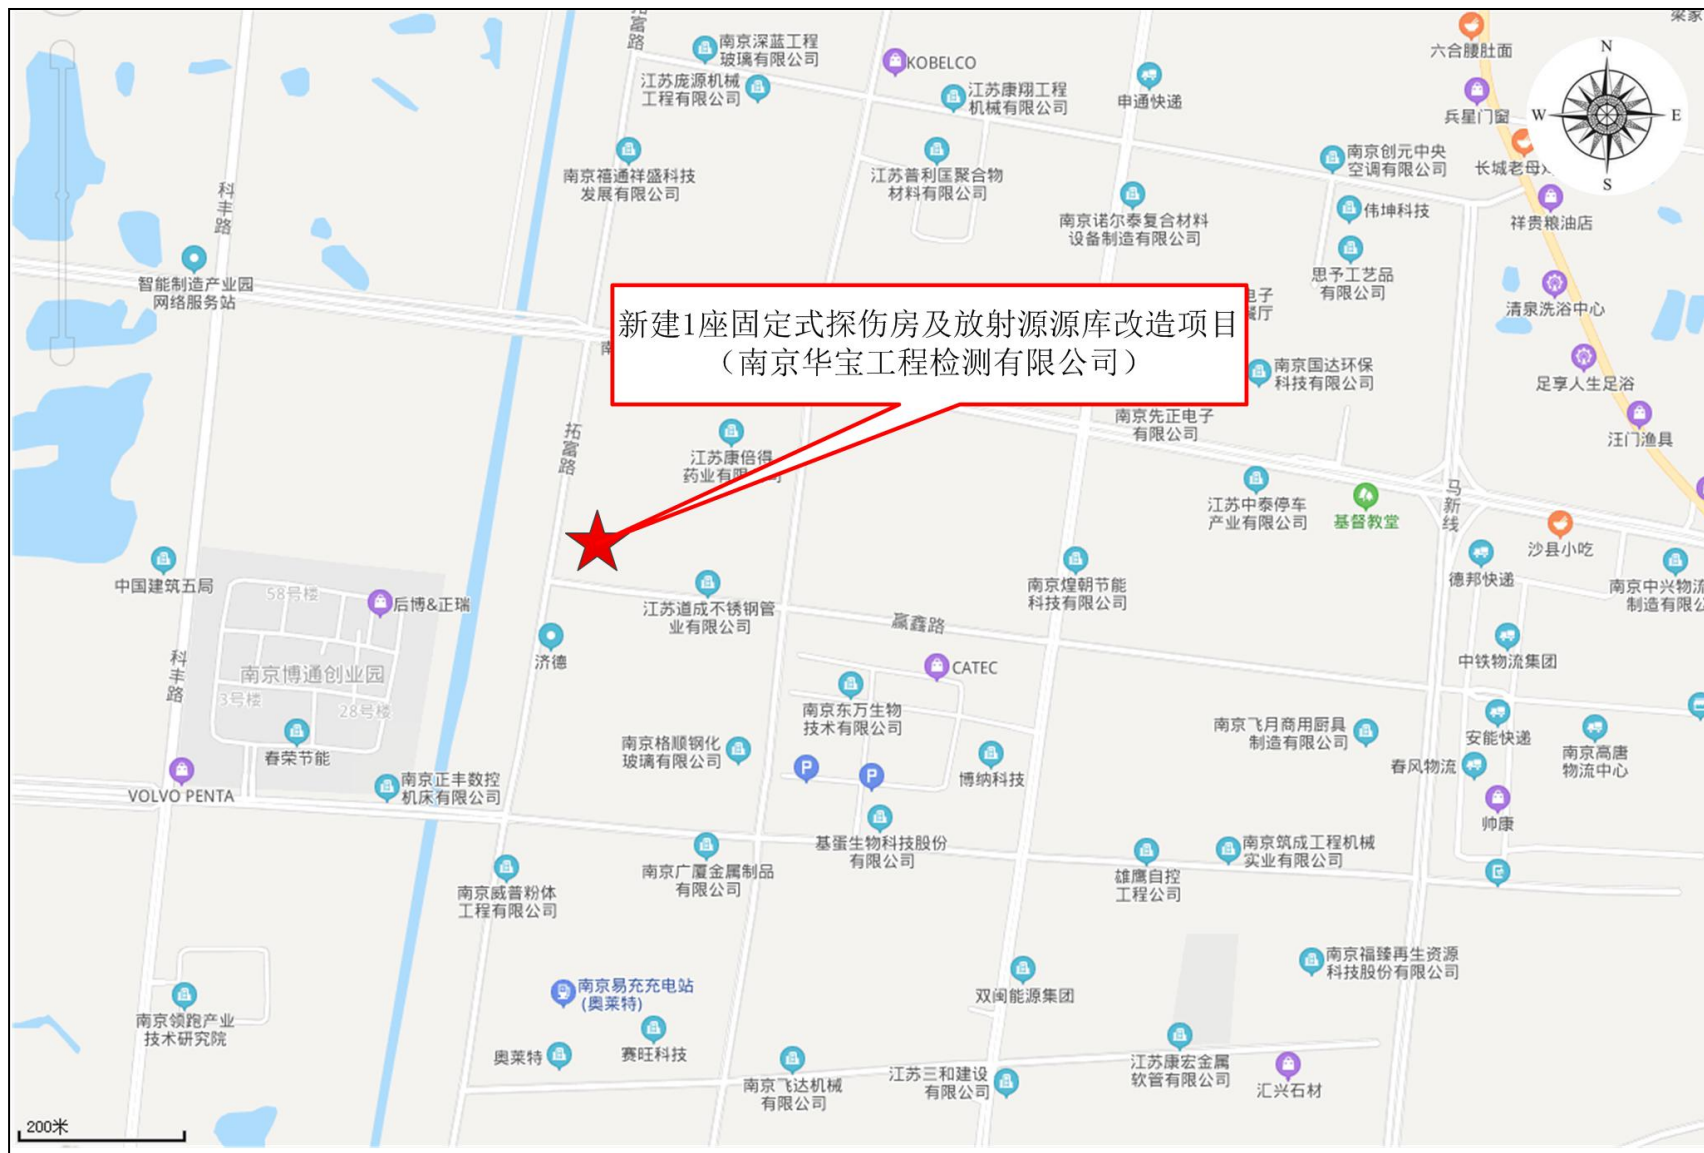 拓富路
南京深蓝工程
玻璃有限公司
KOBELCO
六合腰肚面
N
江苏庞源机械
工程有限公司
江苏康翔工程
机械有限公司
申通快递
兵星门窗
W
E
S
南京禧通祥盛科技
发展有限公司
江苏普利匡聚合物
材料有限公司
南京创元中央
空调有限公司
长城老母
科丰路
南京诺尔泰复合材料
设备制造有限公司
伟坤科技
祥贵粮油店
智能制造产业园
网络服务站
思予工艺品
有限公司
清泉洗浴中心
电子
餐厅
新建1座固定式探伤房及放射源源库改造项目
（南京华宝工程检测有限公司）
南
南京国达环保
科技有限公司
足享人生足浴
南京先正电子
有限公司
汪门渔具
拓富路
江苏康倍得
药业有限公司
江苏中泰停车
产业有限公司
基督教堂
马新线
沙县小吃
中国建筑五局
58号楼
后博&正瑞
江苏道成不锈钢管
业有限公司
南京煌朝节能
科技有限公司
德邦快递
南京中兴物流
制造有限公
赢鑫路
济德
科丰路
南京博通创业园
3号楼
28号楼
CATEC
中铁物流集团
南京东万生物
技术有限公司
南京飞月商用厨具
制造有限公司
安能快递
南京高唐
物流中心
春荣节能
南京格顺钢化
玻璃有限公司
P
P
博纳科技
春风物流
VOLVO PENTA
南京正丰数控
机床有限公司
帅康
基蛋生物科技股份
有限公司
南京筑成工程机械
实业有限公司
南京广厦金属制品
有限公司
雄鹰自控
工程公司
南京威普粉体
工程有限公司
南京福臻再生资源
科技股份有限公司
南京易充充电站
(奥莱特)
双闽能源集团
南京领跑产业
技术研究院
奥莱特
赛旺科技
南京飞达机械
有限公司
江苏三和建设
有限公司
江苏康宏金属
软管有限公司
汇兴石材
200米